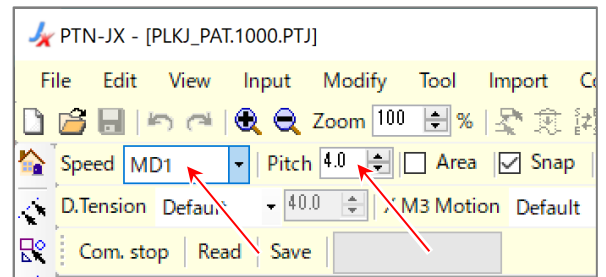 PTN-JX - [PLKJ_PAT.1000.PTJ]
File Edit View Input Modify Tool Import
Zoom 100 %
Speed MD1 Pitch 4.0 Area Snap
D.Tension Default 40.0 M3 Motion Default
Com. stop Read Save